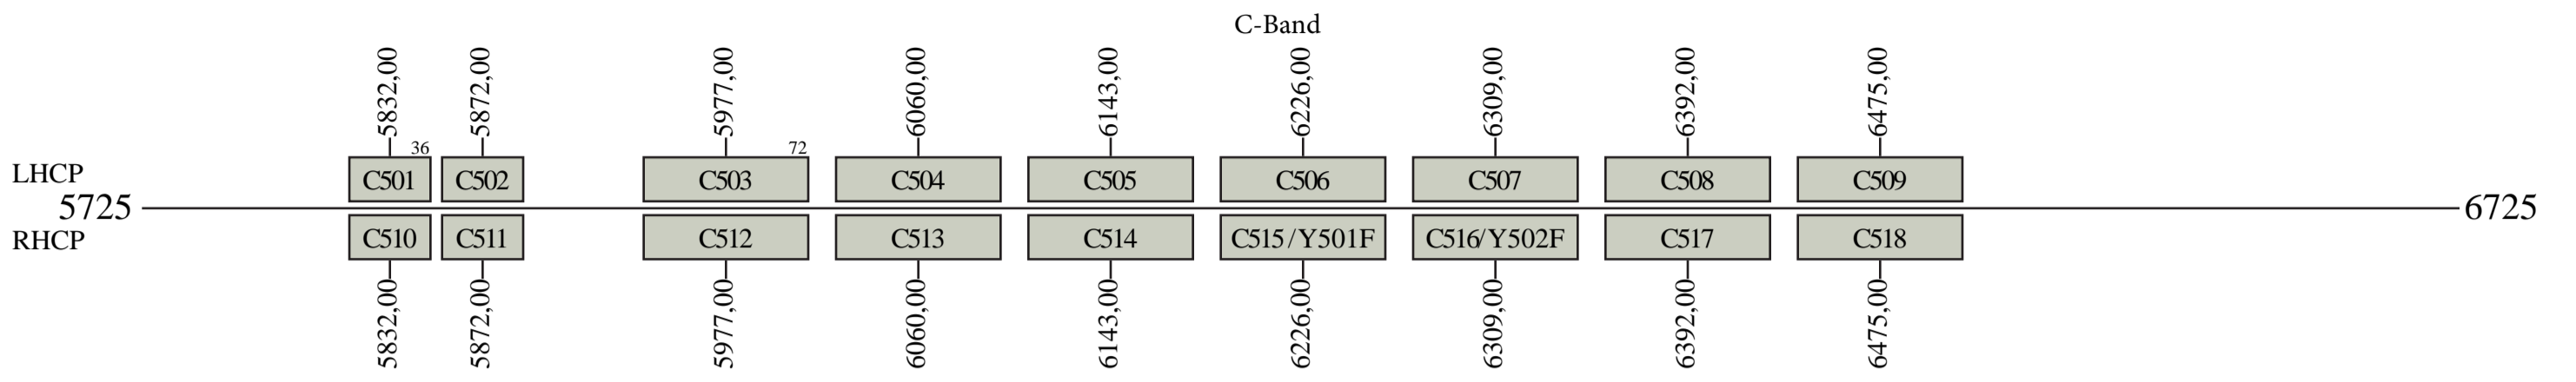 C-Band
5832,00 5872,00 5977,00 6060,00 6143,00 6226,00 6309,00 6392,00 6475,00
36 72
LHCP C501 C502 C503 C504 C505 C506 C507 C508 C509
5725 6725
RHCP C510 C511 C512 C513 C514 C515/Y501F C516/Y502F C517 C518
5832,00 5872,00 5977,00 6060,00 6143,00 6226,00 6309,00 6392,00 6475,00